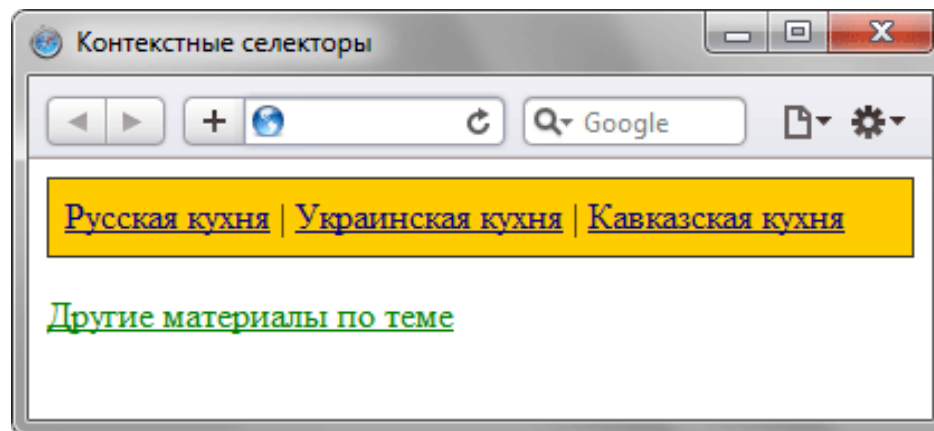 Контекстные селекторы
Google
Русская кухня | Украинская кухня | Кавказская кухня
Другие материалы по теме